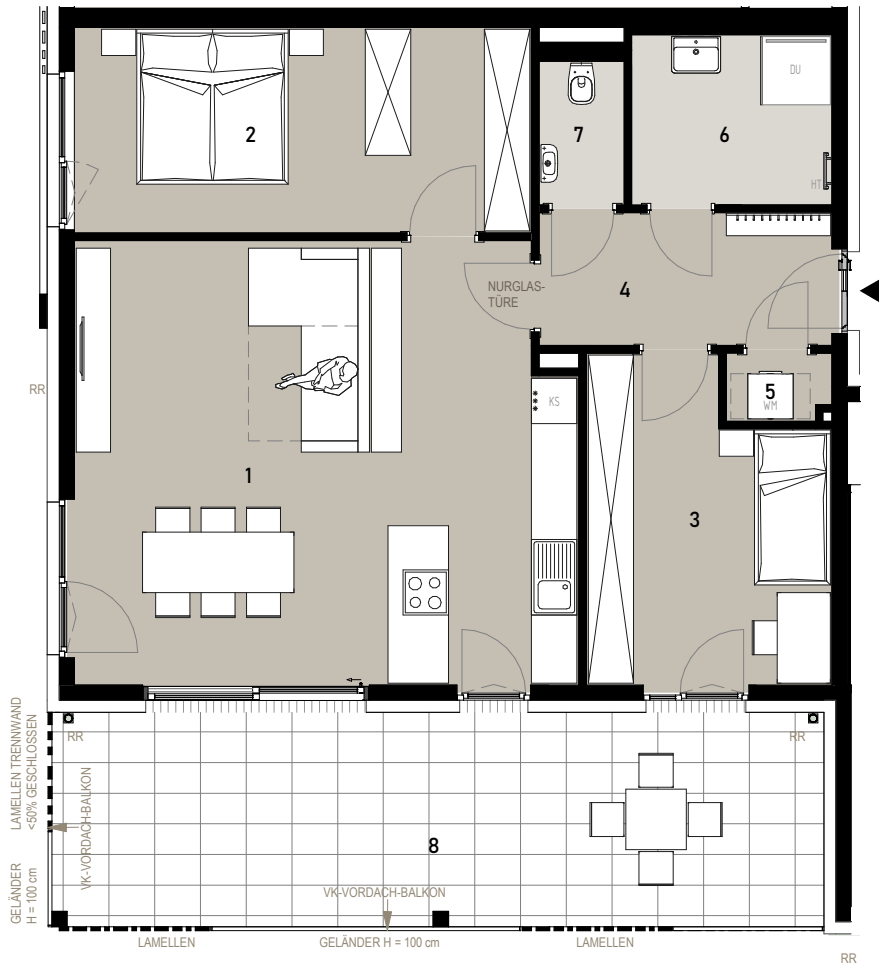 DU
2
7
6
HT
NURGLAS-
TÜRE
4
RR
5
WM
KS
1
3
LAMELLEN TRENNWAND
<50% GESCHLOSSEN
RR
RR
VK-VORDACH-BALKON
8
GELÄNDER
H = 100 cm
VK-VORDACH-BALKON
LAMELLEN
GELÄNDER H = 100 cm
LAMELLEN
RR